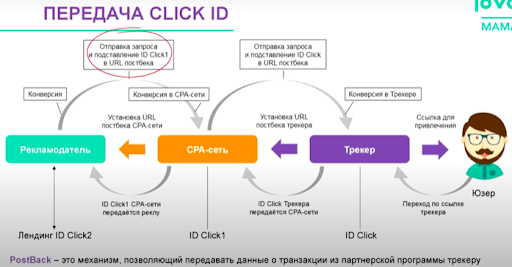 ПЕРЕДАЧА CLICK ID
МАМА
Отправка запроса
и подставление ID Click1
в URL постбека
Отправка запроса
и подставление ID Click
в URL постбека
Конверсия
Конверсия в CPA-сети
Конверсия в Трекере
Установка URL
постбека CPA-сети
Установка URL
постбека трекера
Ссылка для
привлечения
Рекламодатель
CPA-сеть
Трекер
Юзер
ID Click1 CPA-сети
передаётся реклу
ID Click Трекера
передаётся CPA-сети
Переход по ссылке
трекера
Лендинг ID Click2
ID Click1
ID Click
PostBack – это механизм, позволяющий передавать данные о транзакции из партнерской программы трекеру